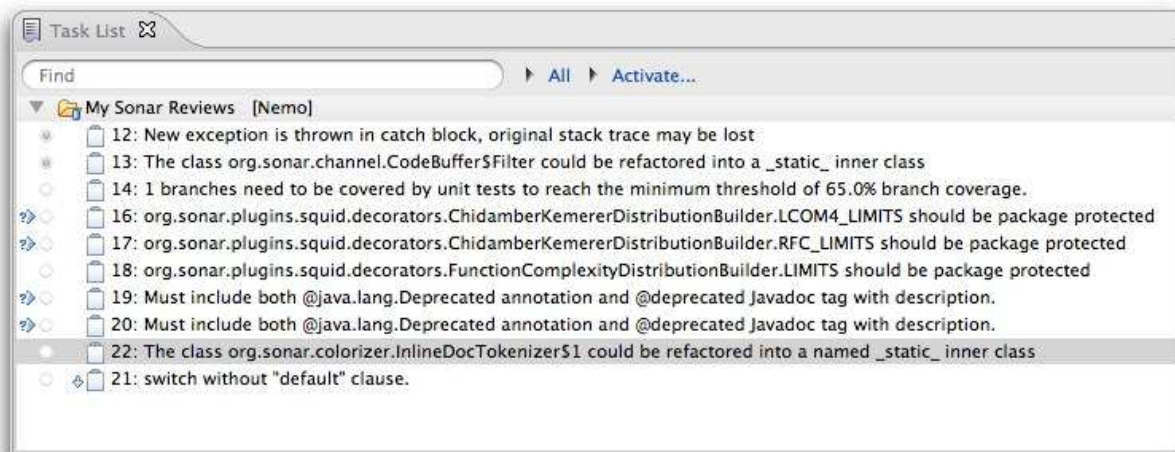 Task List
Find
All Activate...
My Sonar Reviews [Nemo]
12: New exception is thrown in catch block, original stack trace may be lost
13: The class org.sonar.channel.CodeBuffer$Filter could be refactored into a _static_ inner class
14: 1 branches need to be covered by unit tests to reach the minimum threshold of 65.0% branch coverage.
16: org.sonar.plugins.squid.decorators.ChidamberKemererDistributionBuilder.LCOM4_LIMITS should be package protected
17: org.sonar.plugins.squid.decorators.ChidamberKemererDistributionBuilder.RFC_LIMITS should be package protected
18: org.sonar.plugins.squid.decorators.FunctionComplexityDistributionBuilder.LIMITS should be package protected
19: Must include both @java.lang.Deprecated annotation and @deprecated Javadoc tag with description.
20: Must include both @java.lang.Deprecated annotation and @deprecated Javadoc tag with description.
22: The class org.sonar.colorizer.InlineDocTokenizer$1 could be refactored into a named _static_ inner class
21: switch without "default" clause.